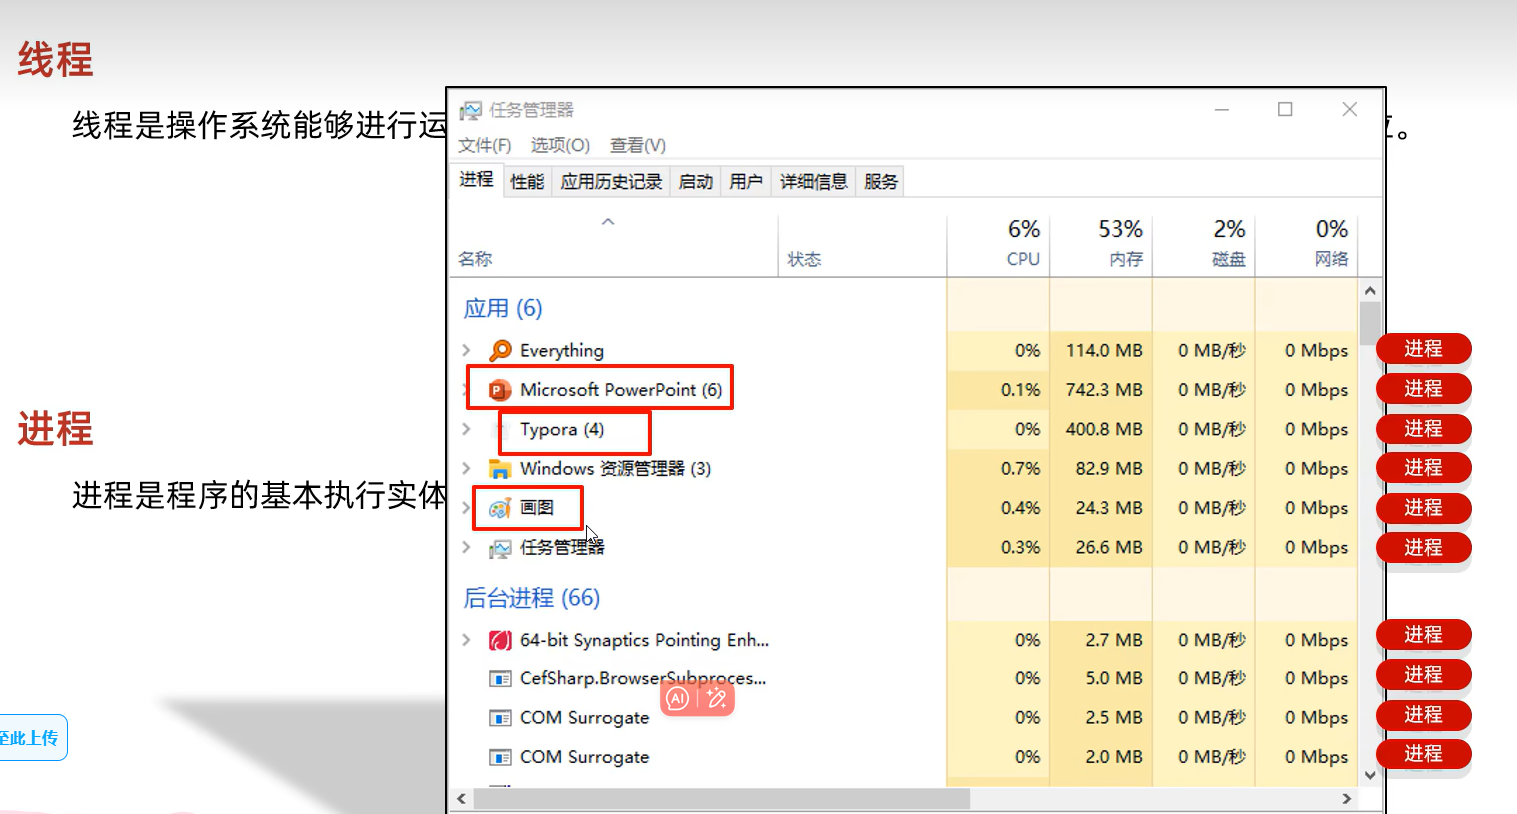 线程
线程是操作系统能够进行运
。
任务管理器
文件(F) 选项(O) 查看(V)
进程 性能 应用历史记录 启动 用户 详细信息 服务
6% 53% 2% 0%
名称 状态 CPU 内存 磁盘 网络
应用 (6)
Everything 0% 114.0 MB 0 MB/秒 0 Mbps 进程
Microsoft PowerPoint (6) 0.1% 742.3 MB 0 MB/秒 0 Mbps 进程
进程
Typora (4) 0% 400.8 MB 0 MB/秒 0 Mbps 进程
Windows 资源管理器 (3) 0.7% 82.9 MB 0 MB/秒 0 Mbps 进程
进程是程序的基本执行实体
画图 0.4% 24.3 MB 0 MB/秒 0 Mbps 进程
任务管理器 0.3% 26.6 MB 0 MB/秒 0 Mbps 进程
后台进程 (66)
64-bit Synaptics Pointing Enh... 0% 2.7 MB 0 MB/秒 0 Mbps 进程
CefSharp.BrowserSubproces... 0% 5.0 MB 0 MB/秒 0 Mbps 进程
AI
COM Surrogate 0% 2.5 MB 0 MB/秒 0 Mbps 进程
至此上传
COM Surrogate 0% 2.0 MB 0 MB/秒 0 Mbps 进程